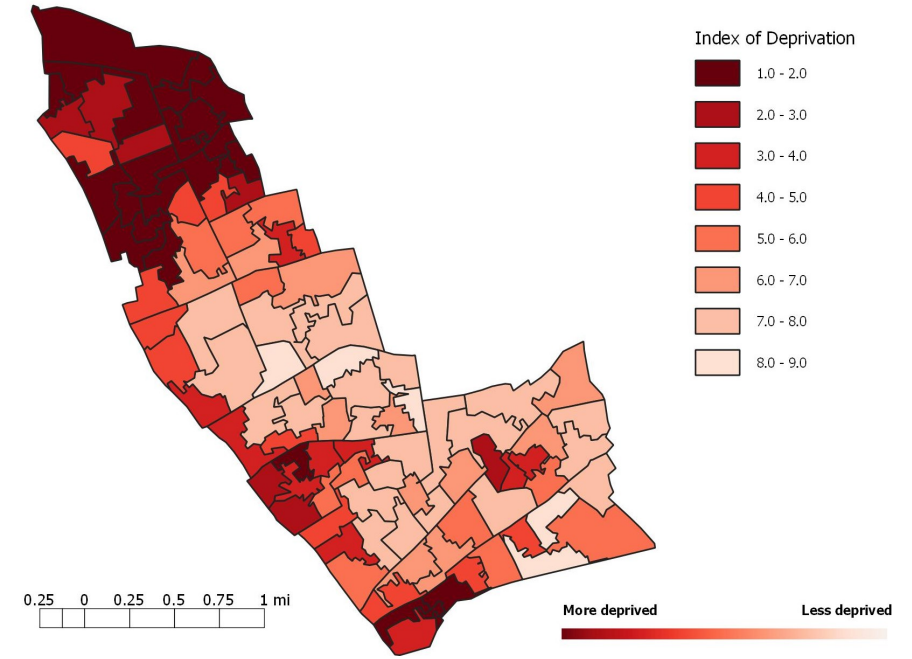 Index of Deprivation
1.0 - 2.0
2.0 - 3.0
3.0 - 4.0
4.0 - 5.0
5.0 - 6.0
6.0 - 7.0
7.0 - 8.0
8.0 - 9.0
0.25 0 0.25 0.5 0.75 1 mi
More deprived Less deprived